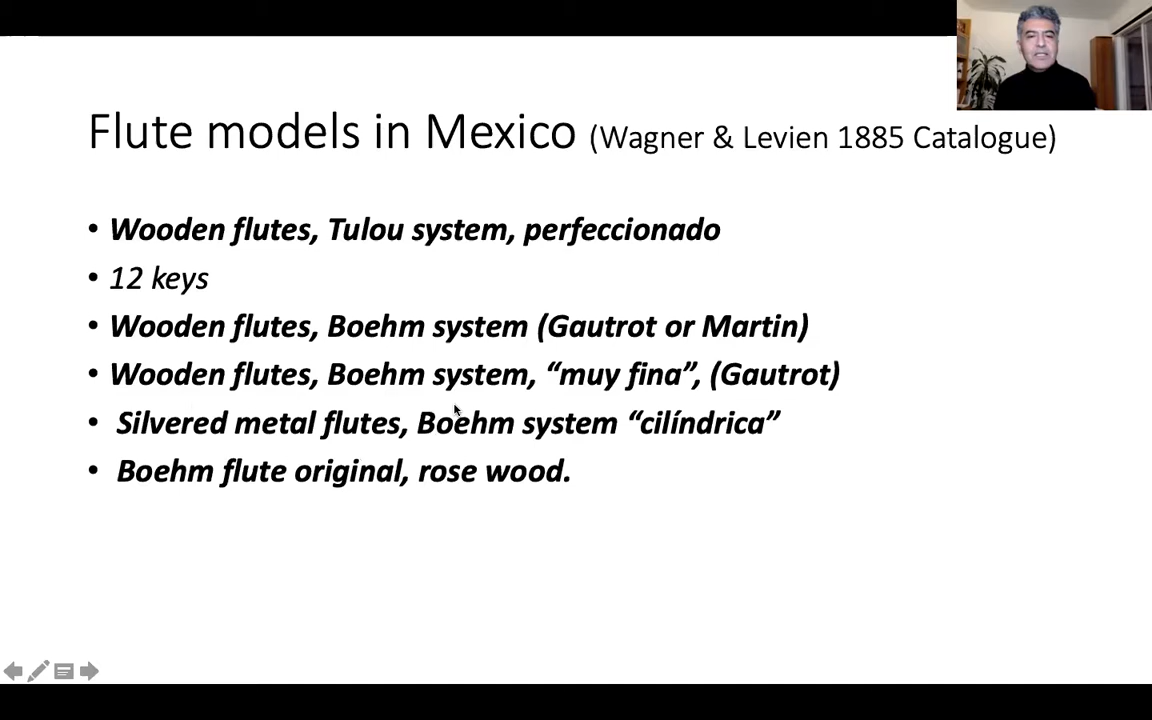 Flute models in Mexico (Wagner & Levien 1885 Catalogue)
• Wooden flutes, Tulou system, perfeccionado
• 12 keys
• Wooden flutes, Boehm system (Gautrot or Martin)
• Wooden flutes, Boehm system, “muy fina”, (Gautrot)
• Silvered metal flutes, Boehm system “cilíndrica”
• Boehm flute original, rose wood.